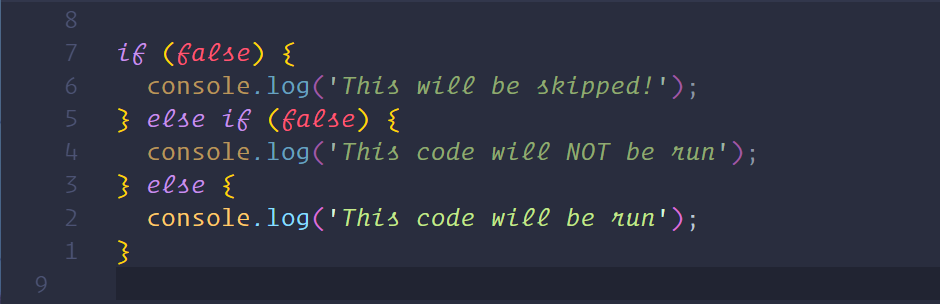 8
7 if (false) {
6   console.log('This will be skipped!');
5 } else if (false) {
4   console.log('This code will NOT be run');
3 } else {
2   console.log('This code will be run');
1 }
9